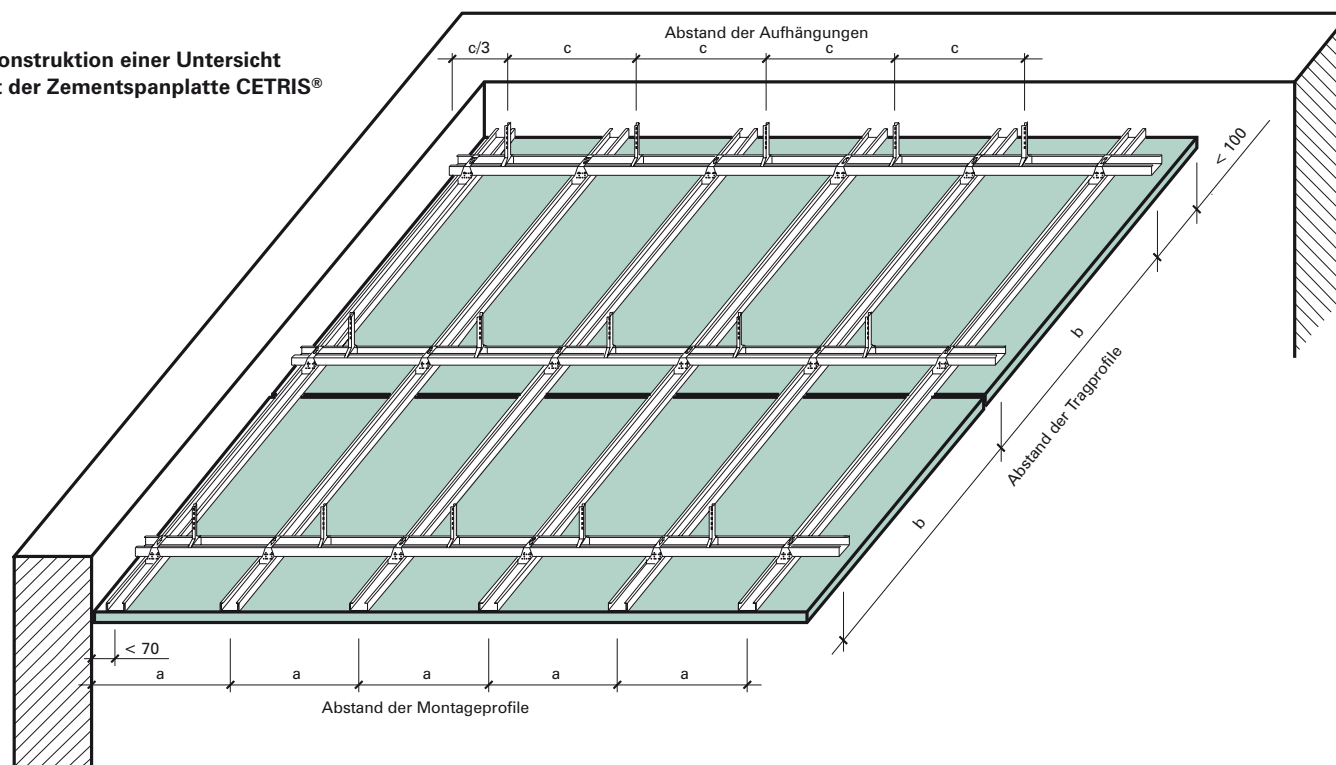 onstruktion einer Untersicht
t der Zementspanplatte CETRIS®
Abstand der Aufhängungen
c/3 c c c c
< 100
b
Abstand der Tragprofile
b
< 70
a a a a a
Abstand der Montageprofile